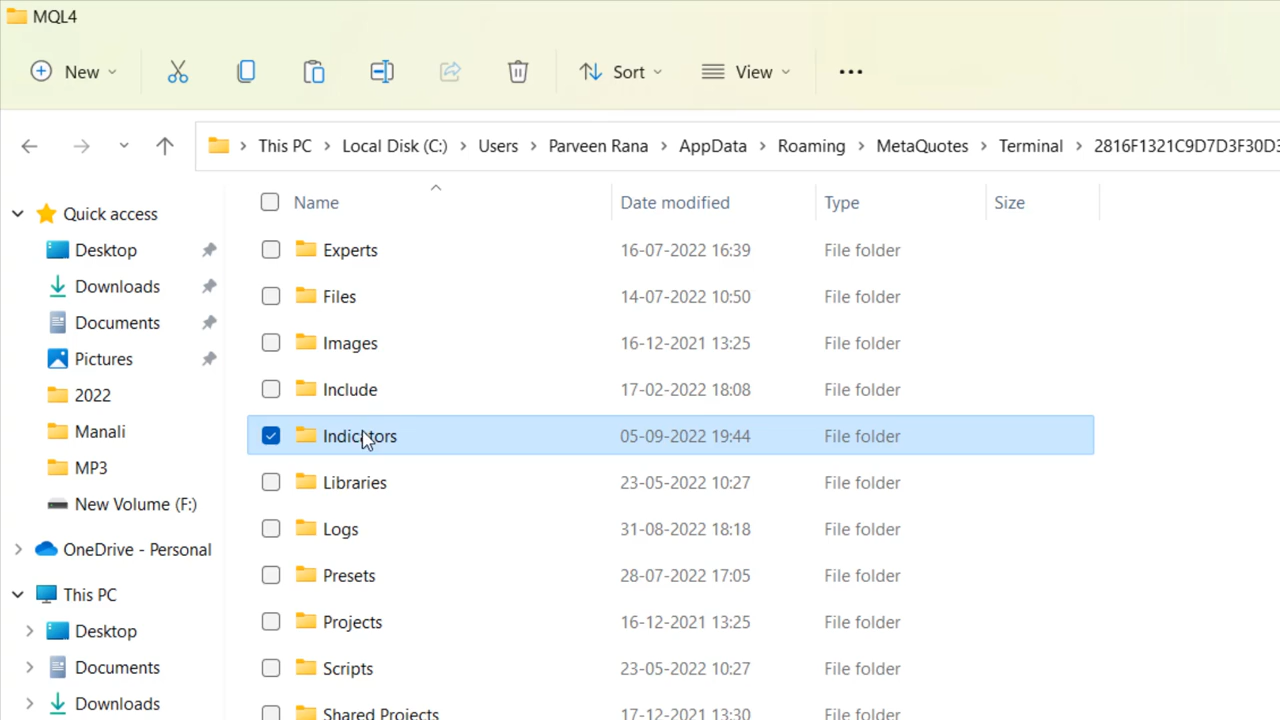 MQL4
New Sort View
This PC Local Disk (C:) Users Parveen Rana AppData Roaming MetaQuotes Terminal 2816F1321C9D7D3F30D3
Name Date modified Type Size
Quick access
Desktop
Downloads
Documents
Pictures
2022
Manali
MP3
New Volume (F:)
OneDrive - Personal
This PC
Desktop
Documents
Downloads
Experts 16-07-2022 16:39 File folder
Files 14-07-2022 10:50 File folder
Images 16-12-2021 13:25 File folder
Include 17-02-2022 18:08 File folder
Indicators 05-09-2022 19:44 File folder
Libraries 23-05-2022 10:27 File folder
Logs 31-08-2022 18:18 File folder
Presets 28-07-2022 17:05 File folder
Projects 16-12-2021 13:25 File folder
Scripts 23-05-2022 10:27 File folder
Shared Projects 17-12-2021 13:30 File folder